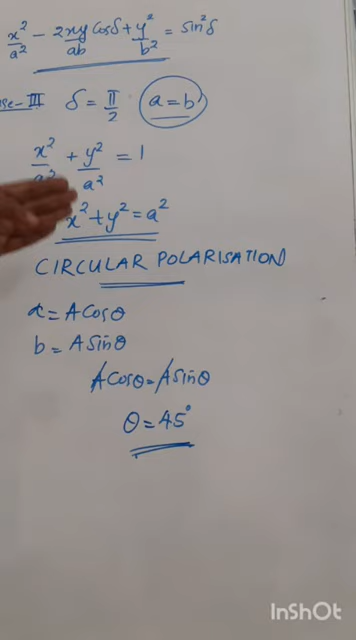 x²/a² - 2xy/ab cosδ + y²/b² = sin²δ
se-III δ = π/2 a = b
x²/a² + y²/a² = 1
x² + y² = a²
CIRCULAR POLARISATION
a = A cosθ
b = A sinθ
A cosθ = A sinθ
θ = 45°
InShOt